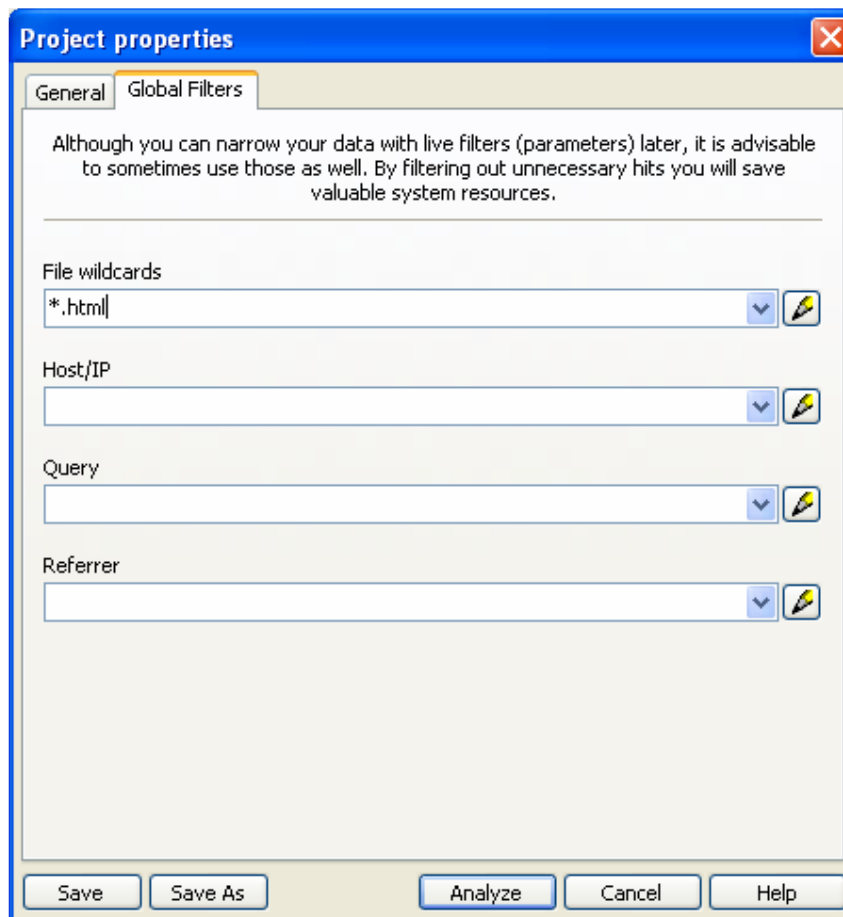 Project properties
General
Global Filters
Although you can narrow your data with live filters (parameters) later, it is advisable
to sometimes use those as well. By filtering out unnecessary hits you will save
valuable system resources.
File wildcards
*.html
Host/IP
Query
Referrer
Save
Save As
Analyze
Cancel
Help